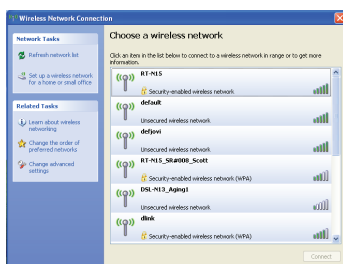 Wireless Network Connection
Network Tasks
Refresh network list
Set up a wireless network
for a home or small office
Related Tasks
Learn about wireless
networking
Change the order of
preferred networks
Change advanced
settings
Choose a wireless network
Click an item in the list below to connect to a wireless network in range or to get more
information.
RT-N15
Security-enabled wireless network
default
Unsecured wireless network
defjovi
Unsecured wireless network
RT-N15_SR#008_Scott
Security-enabled wireless network (WPA)
DSL-N13_Aging1
Unsecured wireless network
dlink
Security-enabled wireless network (WPA)
Connect